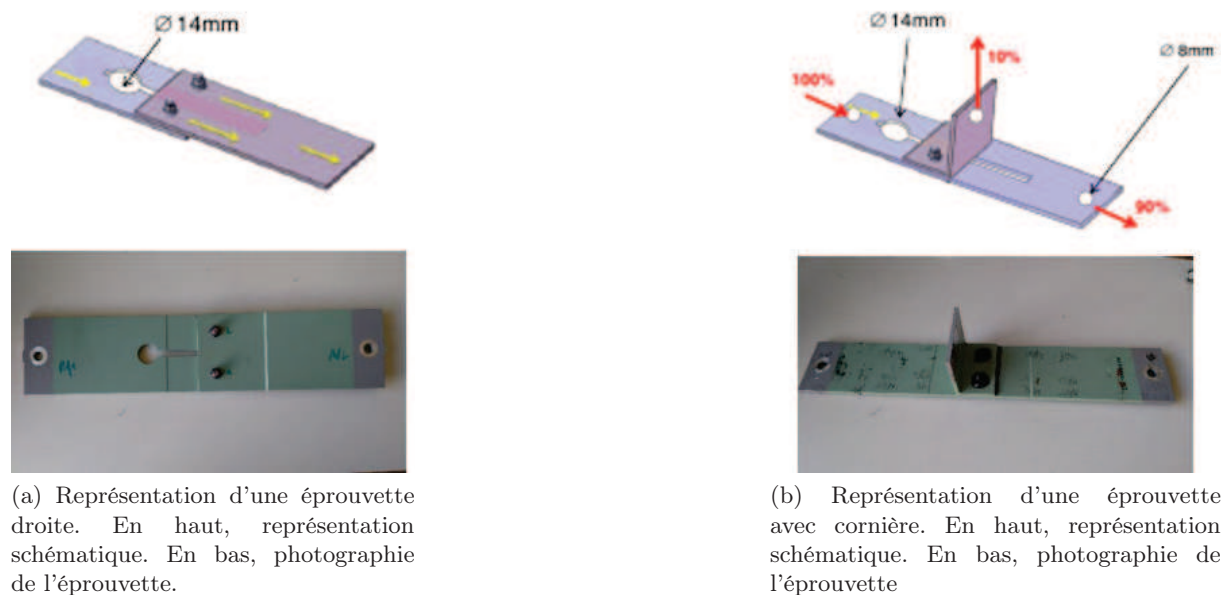 Ø 14mm
Ø 14mm
Ø 8mm
10%
100%
90%
(a) Représentation d'une éprouvette
droite. En haut, représentation
schématique. En bas, photographie
de l'éprouvette.
(b) Représentation d'une éprouvette
avec cornière. En haut, représentation
schématique. En bas, photographie de
l'éprouvette